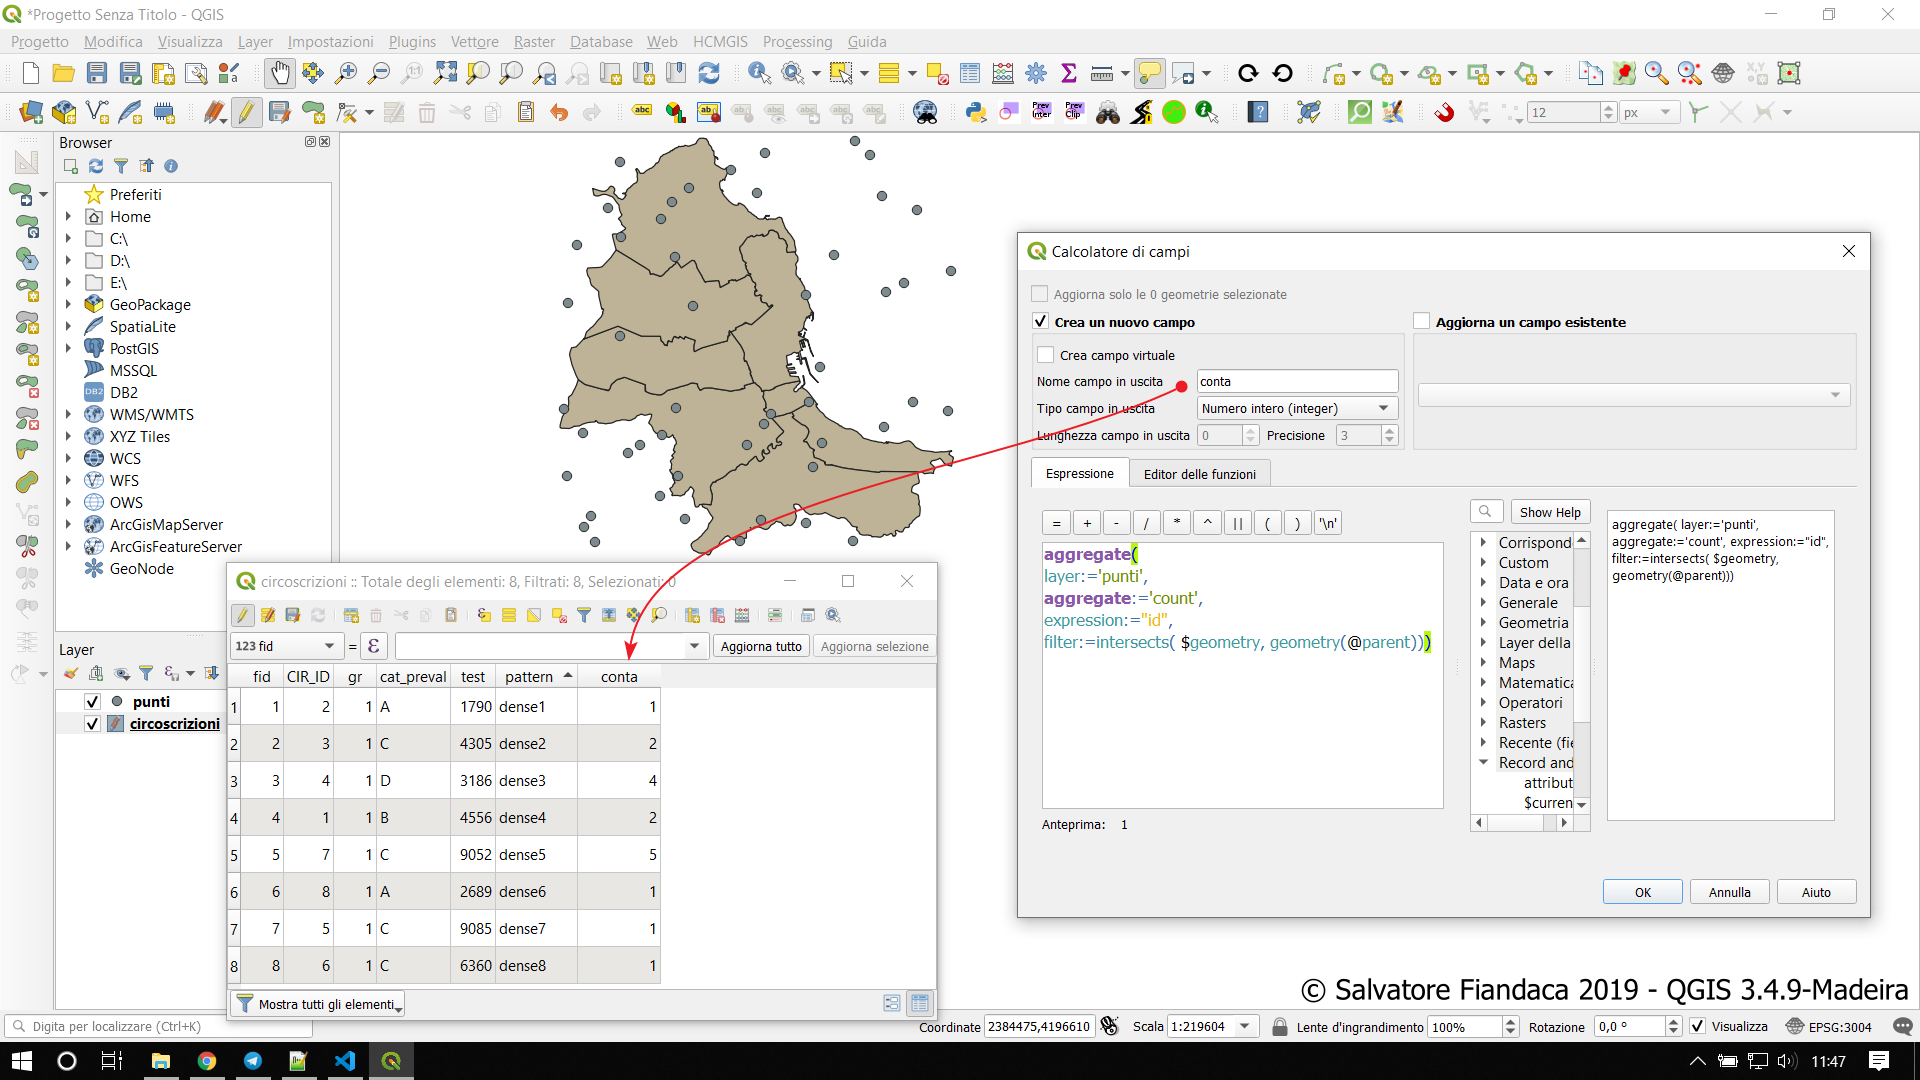 *Progetto Senza Titolo - QGIS
Progetto Modifica Visualizza Layer Impostazioni Plugins Vettore Raster Database Web HCMGIS Processing Guida
abc
Prev Inter
Prev Clip
12
px
Browser
Preferiti
Home
C:\
D:\
E:\
GeoPackage
SpatiaLite
PostGIS
MSSQL
DB2
WMS/WMTS
XYZ Tiles
WCS
WFS
OWS
ArcGisMapServer
ArcGisFeatureServer
GeoNode
Layer
punti
circoscrizioni
Calcolatore di campi
Aggiorna solo le 0 geometrie selezionate
Crea un nuovo campo
Aggiorna un campo esistente
Crea campo virtuale
Nome campo in uscita conta
Tipo campo in uscita Numero intero (integer)
Lunghezza campo in uscita 0 Precisione 3
Espressione Editor delle funzioni
= + - / * ^ || ( ) '\n'
Show Help
aggregate(
layer:='punti',
aggregate:='count',
expression:="id",
filter:=intersects( $geometry, geometry(@parent)))
Anteprima: 1
Corrispond
Custom
Data e ora
Generale
Geometria
Layer della
Maps
Matematica
Operatori
Rasters
Recente (fie
Record and
attribut
$curren
aggregate( layer:='punti',
aggregate:='count', expression:="id",
filter:=intersects( $geometry,
geometry(@parent)))
OK Annulla Aiuto
circoscrizioni :: Totale degli elementi: 8, Filtrati: 8, Selezionati: 0
123 fid = ε Aggiorna tutto Aggiorna selezione
fid CIR_ID gr cat_preval test pattern conta
1 1 2 1 A 1790 dense1 1
2 2 3 1 C 4305 dense2 2
3 3 4 1 D 3186 dense3 4
4 4 1 1 B 4556 dense4 2
5 5 7 1 C 9052 dense5 5
6 6 8 1 A 2689 dense6 1
7 7 5 1 C 9085 dense7 1
8 8 6 1 C 6360 dense8 1
Mostra tutti gli elementi
© Salvatore Fiandaca 2019 - QGIS 3.4.9-Madeira
Digita per localizzare (Ctrl+K)
Coordinate 2384475,4196610 Scala 1:219604 Lente d'ingrandimento 100% Rotazione 0,0 ° Visualizza EPSG:3004
11:47